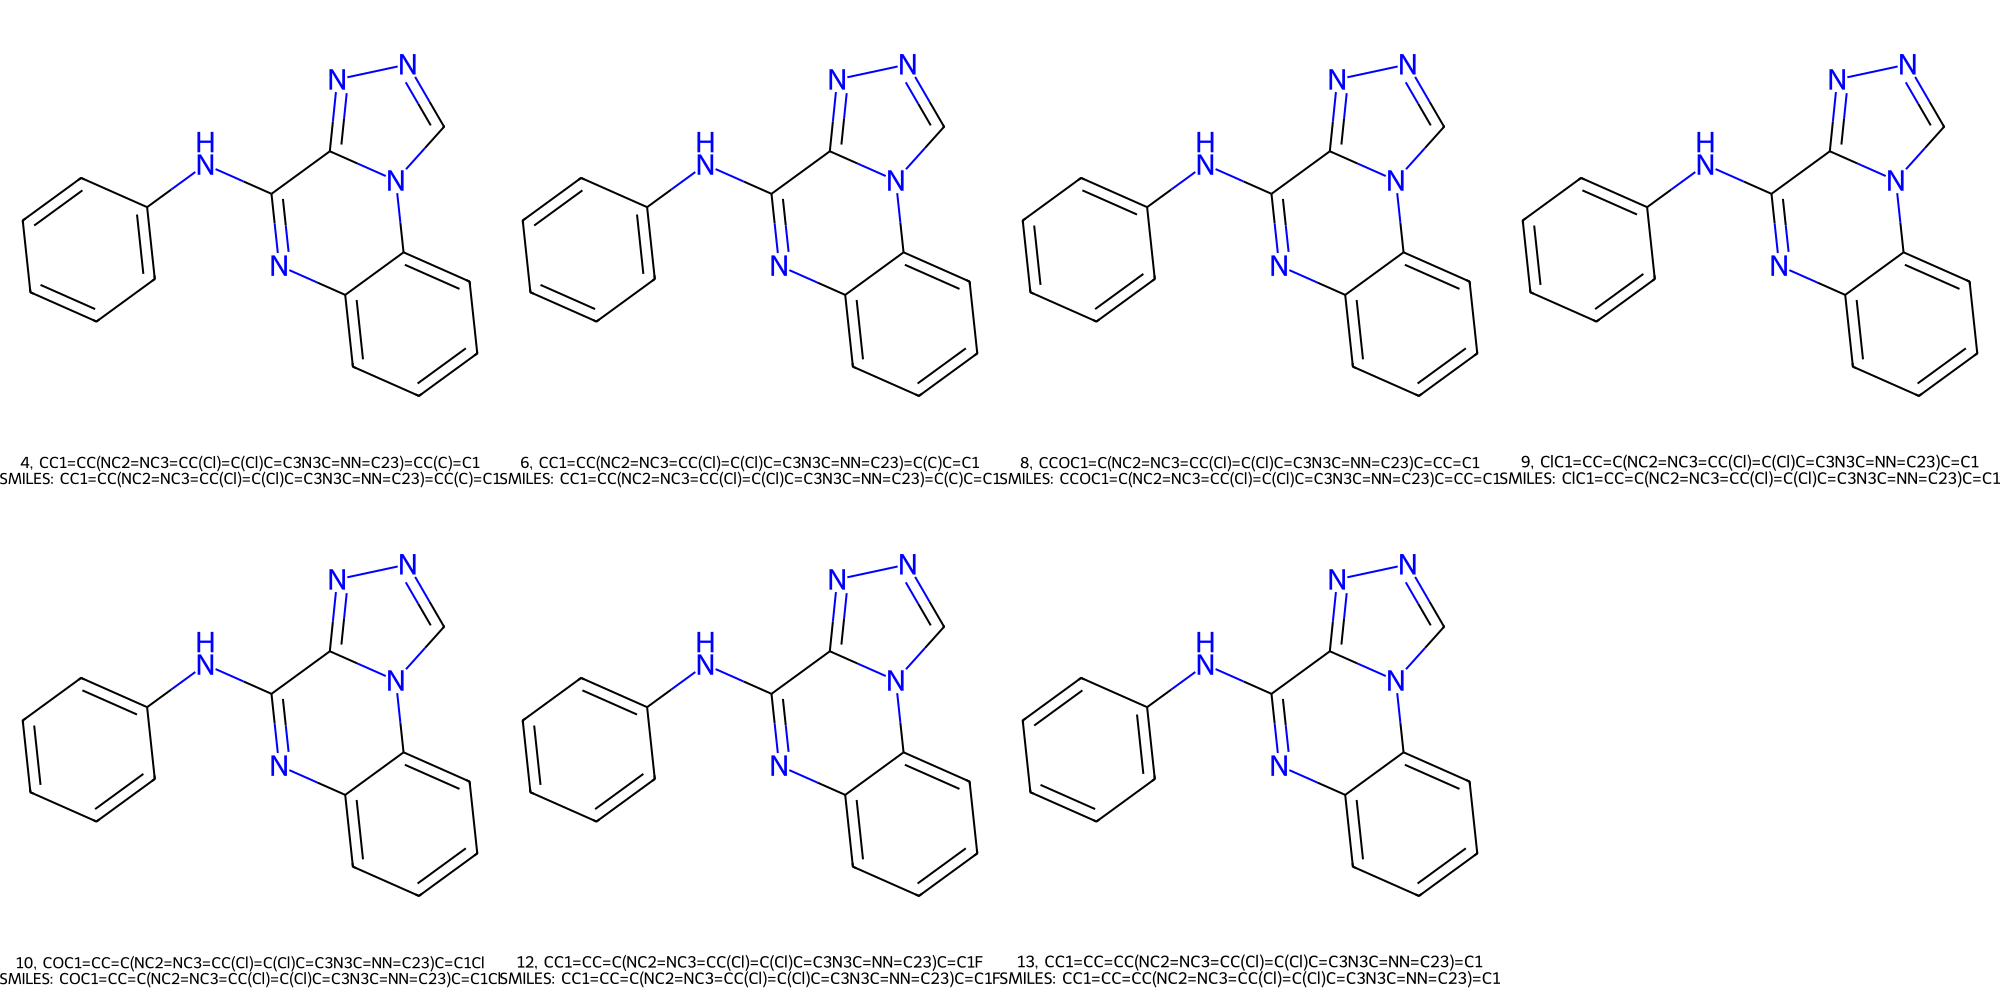 4, CC1=CC(NC2=NC3=CC(Cl)=C(Cl)C=C3N3C=NN=C23)=CC(C)=C1
SMILES: CC1=CC(NC2=NC3=CC(Cl)=C(Cl)C=C3N3C=NN=C23)=CC(C)=C1
6, CC1=CC(NC2=NC3=CC(Cl)=C(Cl)C=C3N3C=NN=C23)=C(C)C=C1
SMILES: CC1=CC(NC2=NC3=CC(Cl)=C(Cl)C=C3N3C=NN=C23)=C(C)C=C1
8, CCOC1=C(NC2=NC3=CC(Cl)=C(Cl)C=C3N3C=NN=C23)C=CC=C1
SMILES: CCOC1=C(NC2=NC3=CC(Cl)=C(Cl)C=C3N3C=NN=C23)C=CC=C1
9, ClC1=CC=C(NC2=NC3=CC(Cl)=C(Cl)C=C3N3C=NN=C23)C=C1
SMILES: ClC1=CC=C(NC2=NC3=CC(Cl)=C(Cl)C=C3N3C=NN=C23)C=C1
10, COC1=CC=C(NC2=NC3=CC(Cl)=C(Cl)C=C3N3C=NN=C23)C=C1Cl
SMILES: COC1=CC=C(NC2=NC3=CC(Cl)=C(Cl)C=C3N3C=NN=C23)C=C1Cl
12, CC1=CC=C(NC2=NC3=CC(Cl)=C(Cl)C=C3N3C=NN=C23)C=C1F
SMILES: CC1=CC=C(NC2=NC3=CC(Cl)=C(Cl)C=C3N3C=NN=C23)C=C1F
13, CC1=CC=CC(NC2=NC3=CC(Cl)=C(Cl)C=C3N3C=NN=C23)=C1
SMILES: CC1=CC=CC(NC2=NC3=CC(Cl)=C(Cl)C=C3N3C=NN=C23)=C1
N
N
H
N
N
N
N
N
H
N
N
N
N
N
H
N
N
N
N
N
H
N
N
N
N
N
H
N
N
N
N
N
H
N
N
N
N
N
H
N
N
N